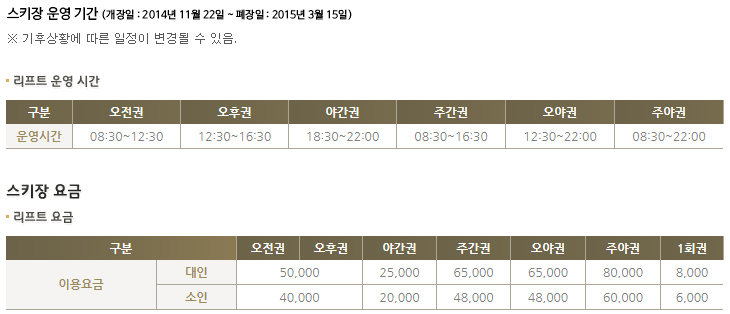 스키장 운영 기간 (개장일 : 2014년 11월 22일 ~ 폐장일 : 2015년 3월 15일)
※ 기후상황에 따른 일정이 변경될 수 있음.
리프트 운영 시간
구분 오전권 오후권 야간권 주간권 오야권 주야권
운영시간 08:30~12:30 12:30~16:30 18:30~22:00 08:30~16:30 12:30~22:00 08:30~22:00
스키장 요금
리프트 요금
구분 오전권 오후권 야간권 주간권 오야권 주야권 1회권
이용요금
대인 50,000 25,000 65,000 65,000 80,000 8,000
소인 40,000 20,000 48,000 48,000 60,000 6,000